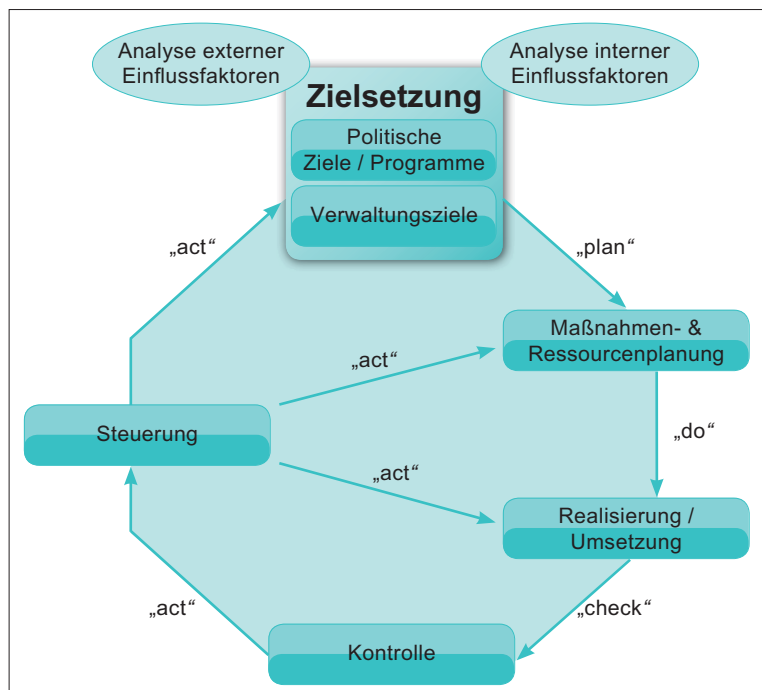 Analyse externer
Einflussfaktoren
Analyse interner
Einflussfaktoren
Zielsetzung
Politische
Ziele / Programme
Verwaltungsziele
„act“
„plan“
Maßnahmen- &
Ressourcenplanung
„act“
Steuerung
„do“
„act“
Realisierung /
Umsetzung
„act“
„check“
Kontrolle